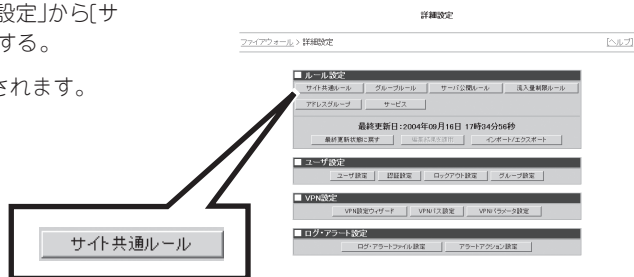 設定」から[サ
する。
されます。
詳細設定
ファイアウォール > 詳細設定 [ヘルプ]
■ ルール設定
サイト共通ルール グループルール サーバ公開ルール 流入量制限ルール
アドレスグループ サービス
最終更新日:2004年09月16日 17時34分56秒
最終更新状態に戻す 編集結果を適用 インポート/エクスポート
■ ユーザ設定
ユーザ設定 認証設定 ロックアウト設定 グループ設定
■ VPN設定
VPN設定ウィザード VPNパス設定 VPNパラメータ設定
■ ログ・アラート設定
ログ・アラートファイル設定 アラートアクション設定
サイト共通ルール